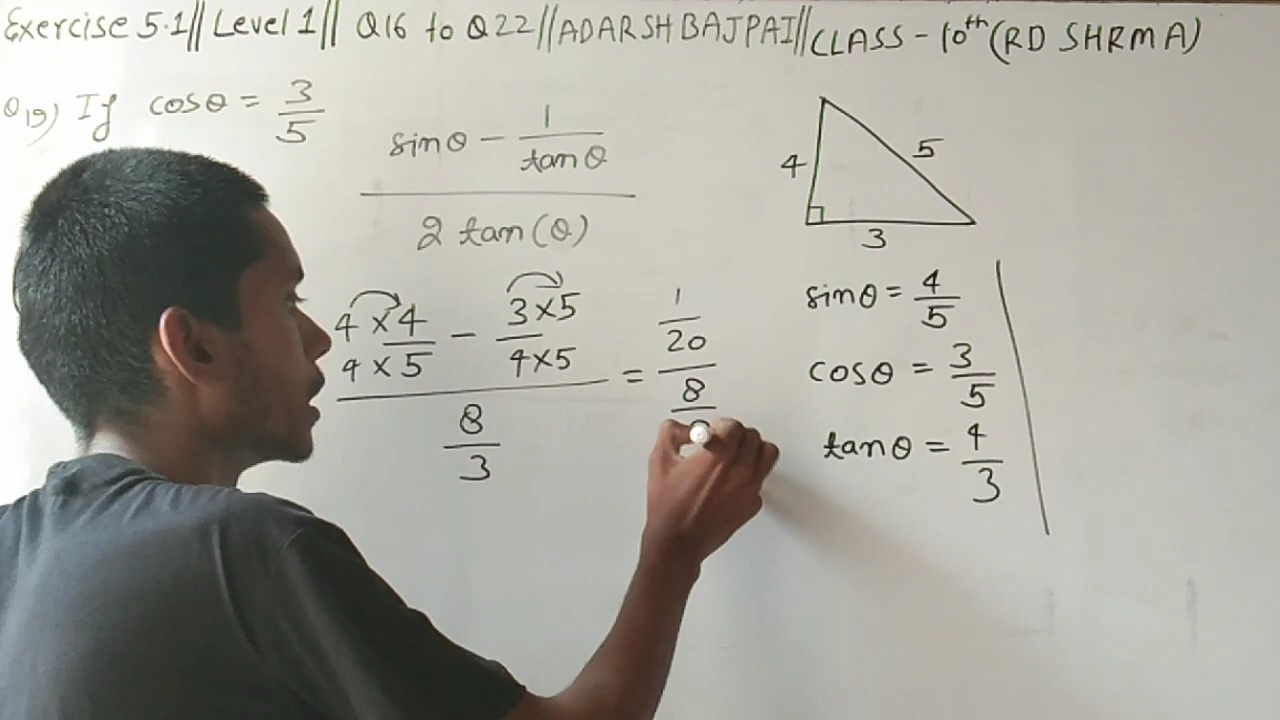 Exercise 5.1|| Level 1|| Q16 to Q22||ADARSH BAJPAI||CLASS - 10th (RD SHRMA)
Q19) If cosθ = 3/5
sinθ - 1/tanθ
2 tan(θ)
4 × 4 / 4 × 5 - 3×5 / 4×5
8/3
= 1/20
8
4
5
3
sinθ = 4/5
cosθ = 3/5
tanθ = 4/3